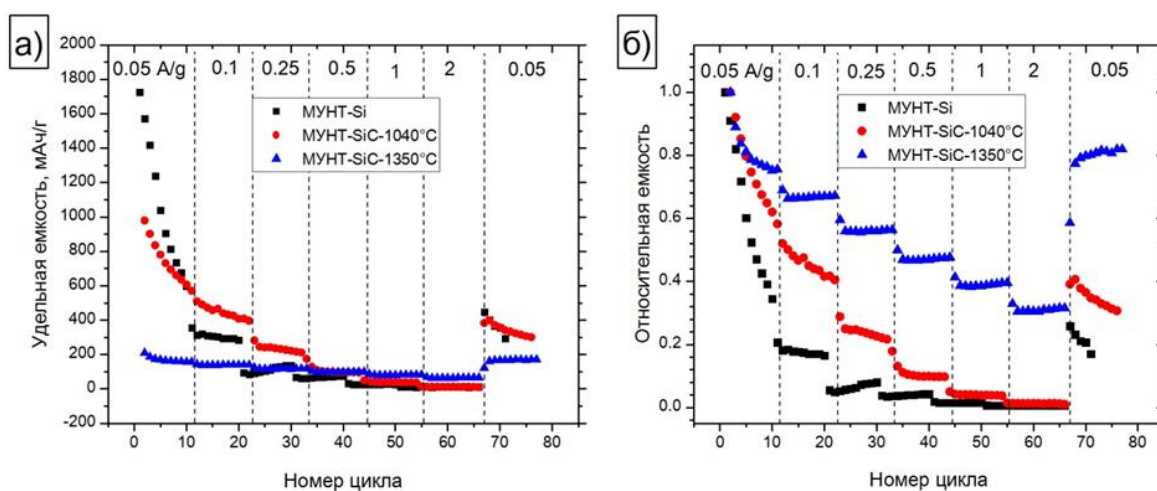 а)
2000
1800
1600
1400
1200
1000
800
600
400
200
0
-200
0.05 A/g
0.1
0.25
0.5
1
2
0.05
МУНТ-Si
МУНТ-SiC-1040°C
МУНТ-SiC-1350°C
Удельная емкость, мАч/г
0 10 20 30 40 50 60 70 80
Номер цикла
б)
1.0
0.8
0.6
0.4
0.2
0.0
0.05 A/g
0.1
0.25
0.5
1
2
0.05
МУНТ-Si
МУНТ-SiC-1040°C
МУНТ-SiC-1350°C
Относительная емкость
0 10 20 30 40 50 60 70 80
Номер цикла